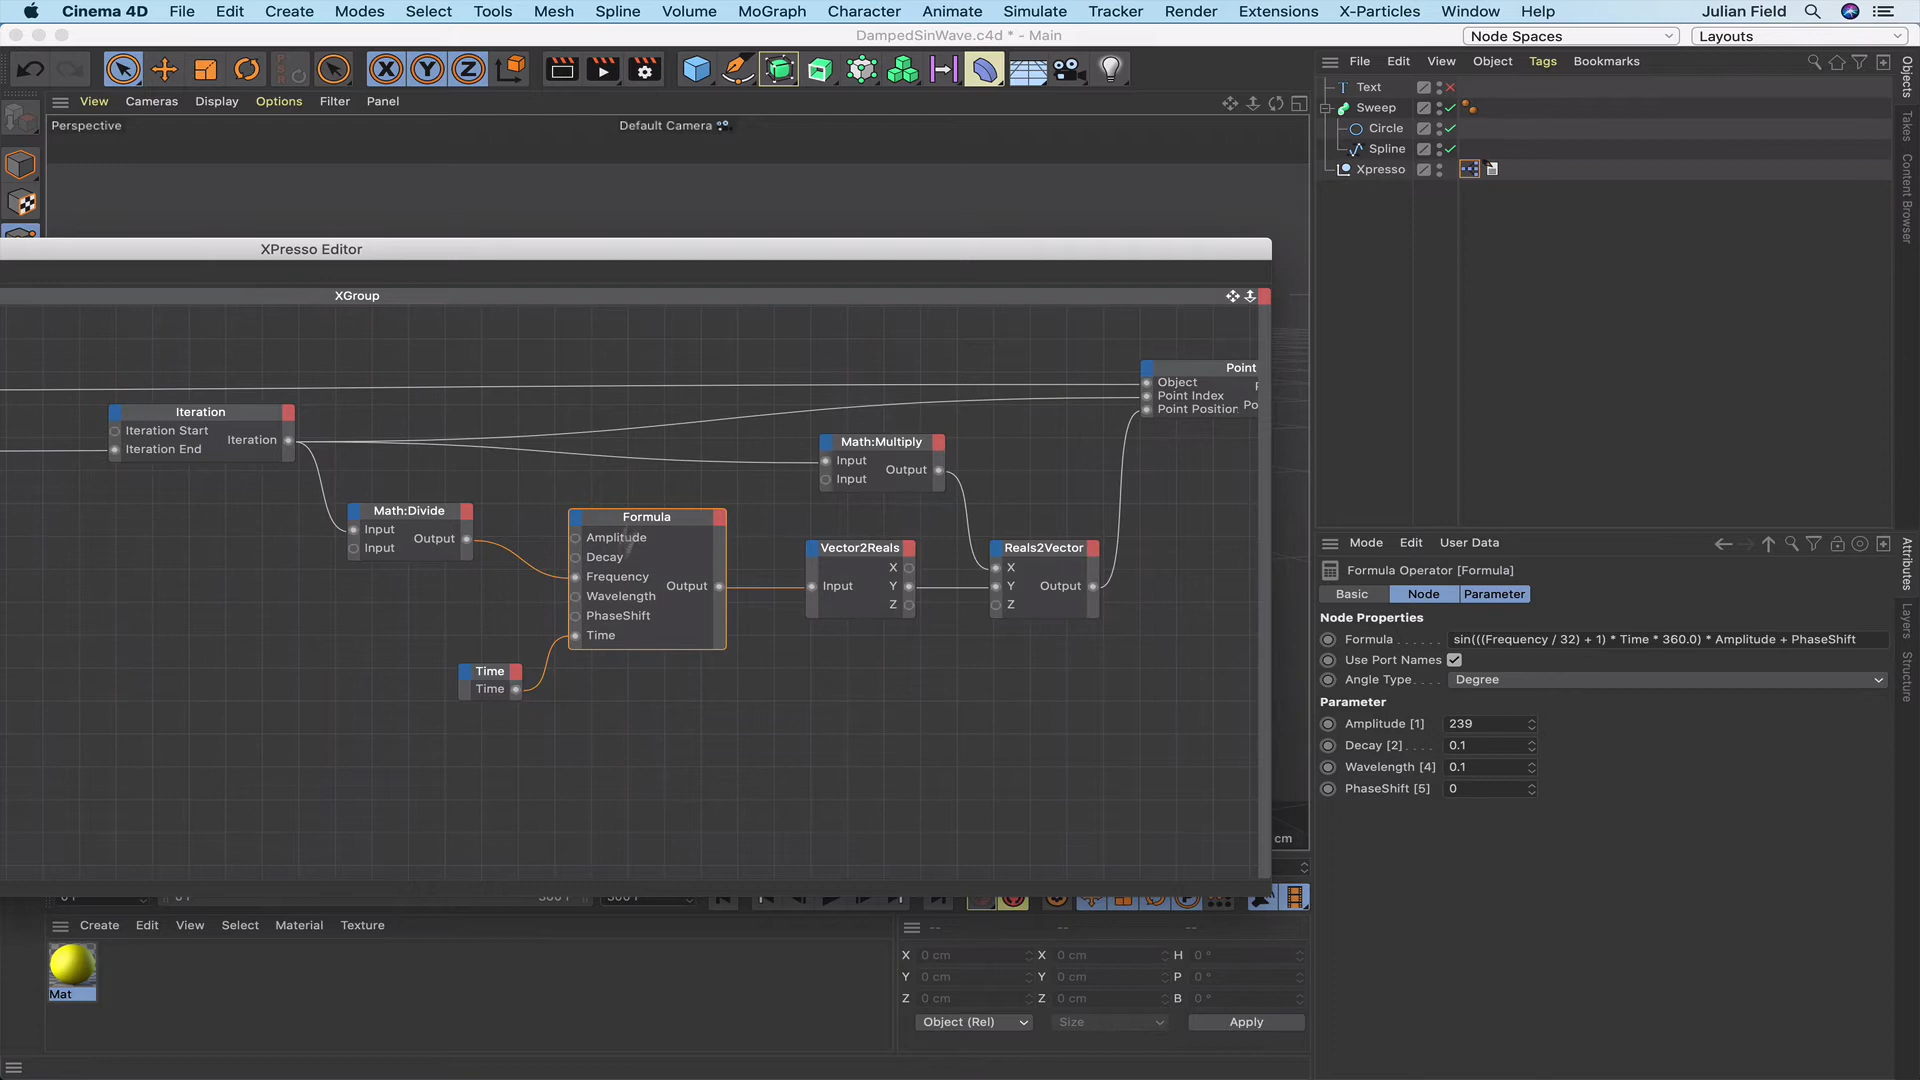 Cinema 4D File Edit Create Modes Select Tools Mesh Spline Volume MoGraph Character Animate Simulate Tracker Render Extensions X-Particles Window Help Julian Field
DampedSinWave.c4d * - Main
Node Spaces
Layouts
X Y Z
PSR
File Edit View Object Tags Bookmarks
View Cameras Display Options Filter Panel
Perspective
Default Camera
Text
Sweep
Circle
Spline
Xpresso
Objects
Takes
Content Browser
XPresso Editor
XGroup
Point
Object
Point Index
Point Position
Iteration
Iteration Start
Iteration End
Iteration
Math:Multiply
Input
Input
Output
Math:Divide
Input
Input
Output
Formula
Amplitude
Decay
Frequency
Wavelength
PhaseShift
Time
Output
Vector2Reals
Input
X
Y
Z
Reals2Vector
X
Y
Z
Output
Time
Time
cm
Mode Edit User Data
Formula Operator [Formula]
Basic Node Parameter
Node Properties
Formula sin(((Frequency / 32) + 1) * Time * 360.0) * Amplitude + PhaseShift
Use Port Names
Angle Type Degree
Parameter
Amplitude [1] 239
Decay [2] 0.1
Wavelength [4] 0.1
PhaseShift [5] 0
Attributes
Layers
Structure
Create Edit View Select Material Texture
Mat
-- -- --
X 0 cm X 0 cm H 0 °
Y 0 cm Y 0 cm P 0 °
Z 0 cm Z 0 cm B 0 °
Object (Rel) Size Apply